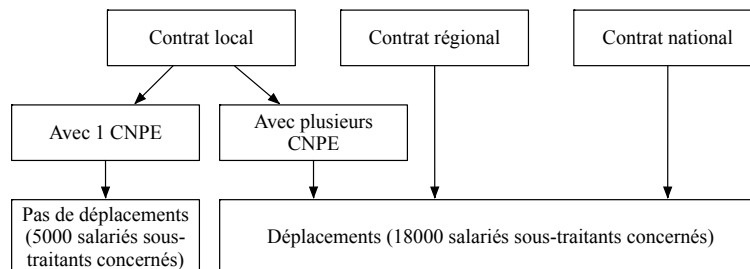 Contrat local
Contrat régional
Contrat national
Avec 1 CNPE
Avec plusieurs
CNPE
Pas de déplacements
(5000 salariés sous-
traitants concernés)
Déplacements (18000 salariés sous-traitants concernés)